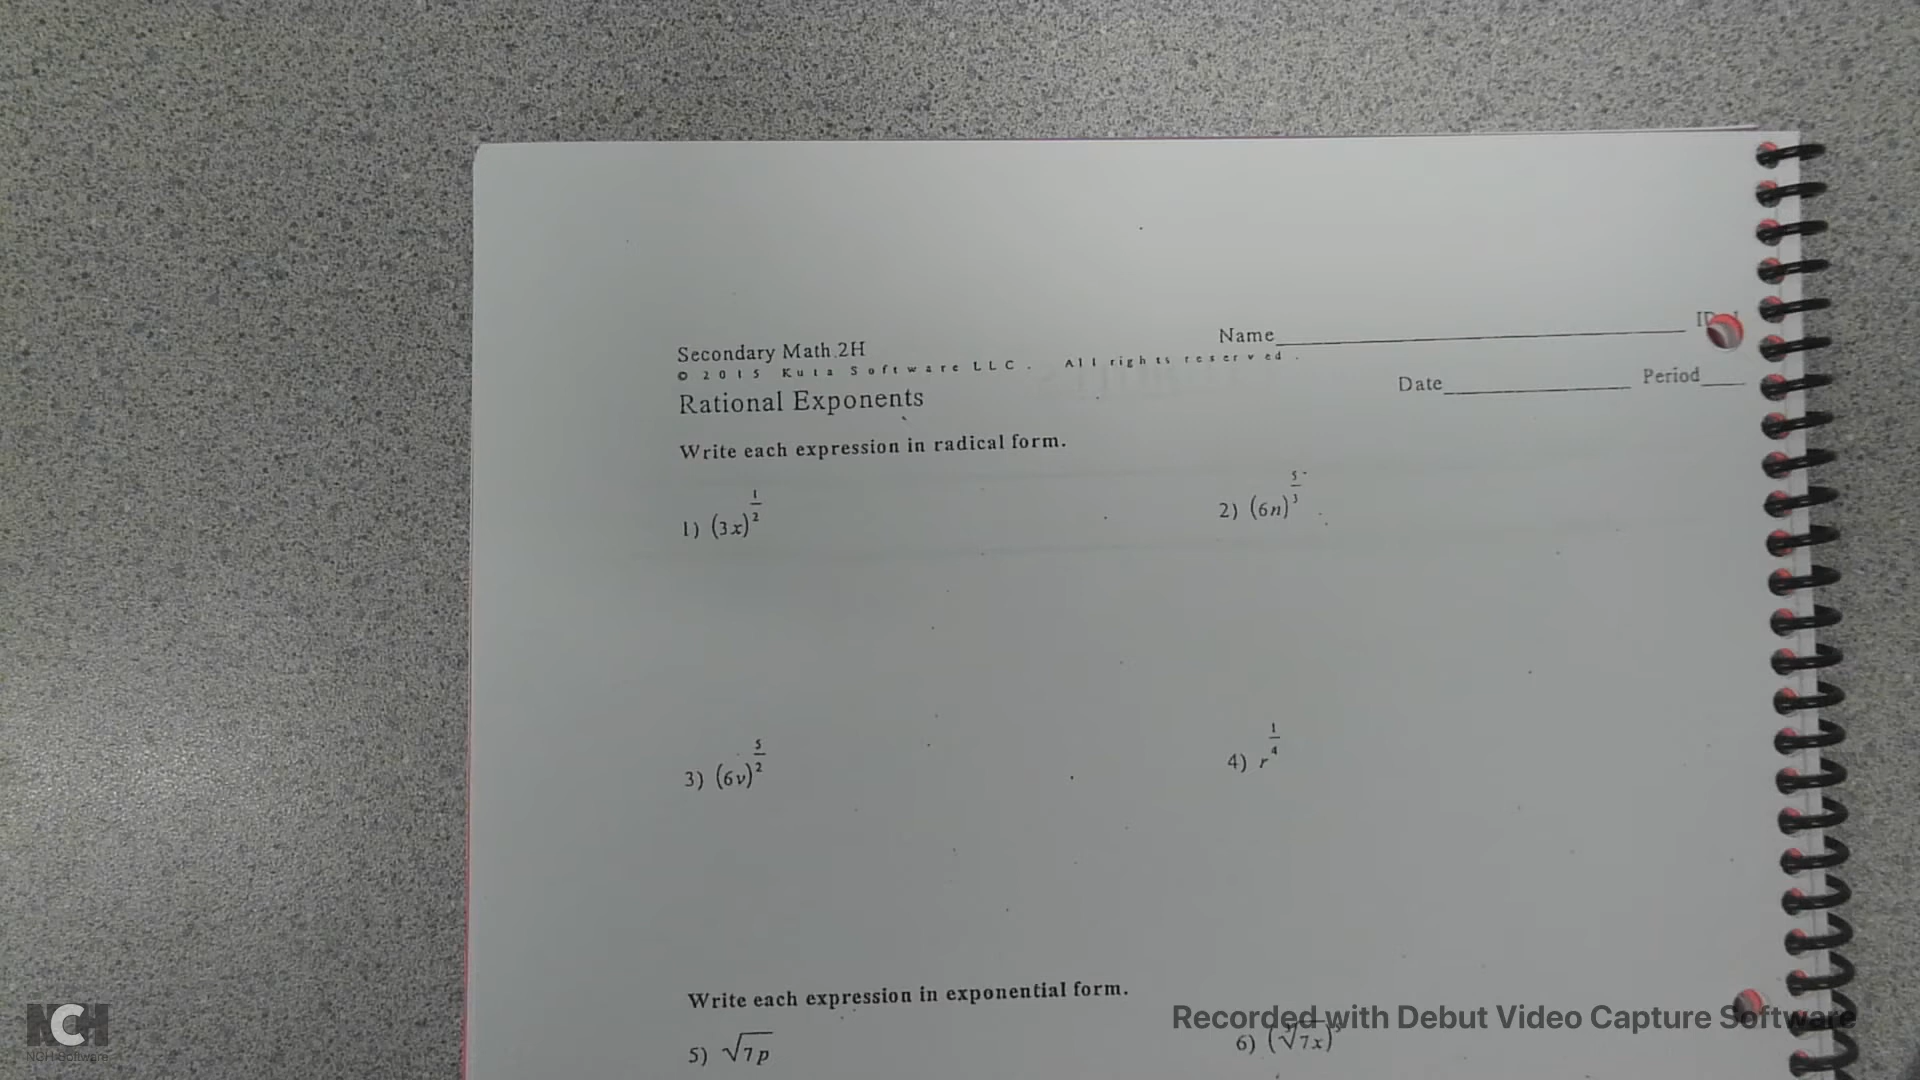 Name
Secondary Math 2H
© 2015 Kuta Software LLC. All rights reserved.
Date Period
Rational Exponents
Write each expression in radical form.
1) (3x)^(1/2)
2) (6n)^(5/3)
3) (6v)^(5/2)
4) r^(1/4)
Write each expression in exponential form.
5) √7p
6)
Recorded with Debut Video Capture Software
NCH
NCH Software